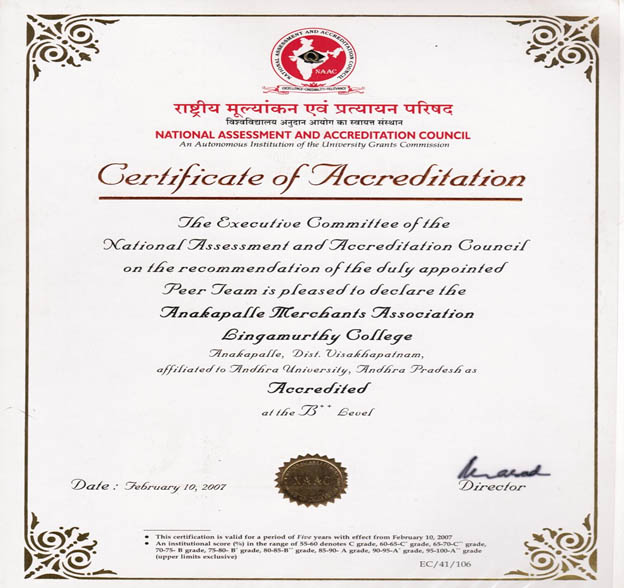 NATIONAL ASSESSMENT AND ACCREDITATION COUNCIL
NAAC
EXCELLENCE • CREDIBILITY • RELEVANCE
राष्ट्रीय मूल्यांकन एवं प्रत्यायन परिषद
विश्वविद्यालय अनुदान आयोग का स्वायत्त संस्थान
NATIONAL ASSESSMENT AND ACCREDITATION COUNCIL
An Autonomous Institution of the University Grants Commission
Certificate of Accreditation
The Executive Committee of the
National Assessment and Accreditation Council
on the recommendation of the duly appointed
Peer Team is pleased to declare the
Anakapalle Merchants Association
Lingamurthy College
Anakapalle, Dist. Visakhapatnam,
affiliated to Andhra University, Andhra Pradesh as
Accredited
at the B⁺⁺ Level
NAAC
Date : February 10, 2007
Director
• This certification is valid for a period of Five years with effect from February 10, 2007
• An institutional score (%) in the range of 55-60 denotes C grade, 60-65-C⁺ grade, 65-70-C⁺⁺ grade,
70-75- B grade, 75-80- B⁺ grade, 80-85-B⁺⁺ grade, 85-90- A grade, 90-95-A⁺ grade, 95-100-A⁺⁺ grade
(upper limits exclusive)
EC/41/106